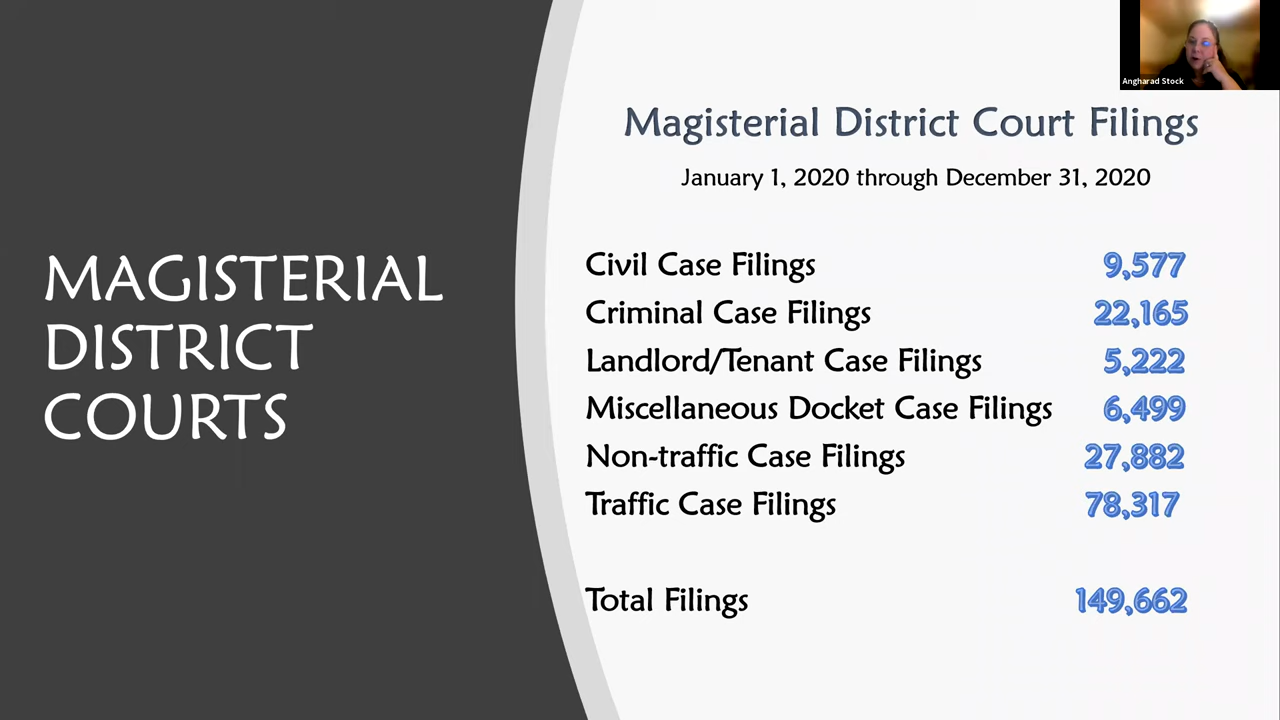 Angharad Stock
MAGISTERIAL
DISTRICT
COURTS
Magisterial District Court Filings
January 1, 2020 through December 31, 2020
Civil Case Filings 9,577
Criminal Case Filings 22,165
Landlord/Tenant Case Filings 5,222
Miscellaneous Docket Case Filings 6,499
Non-traffic Case Filings 27,882
Traffic Case Filings 78,317
Total Filings 149,662